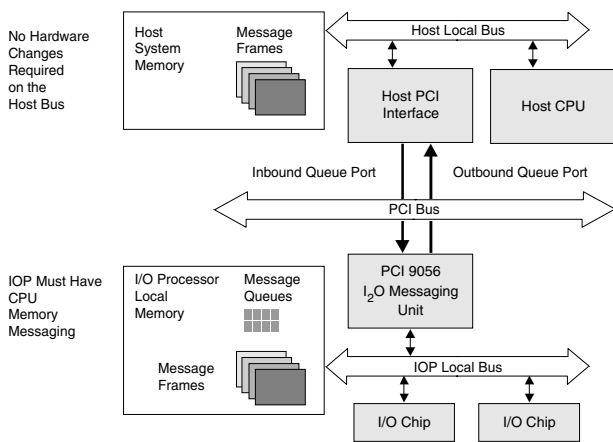 No Hardware
Changes
Required
on the
Host Bus
Host
System
Memory
Message
Frames
Host Local Bus
Host PCI
Interface
Host CPU
Inbound Queue Port
Outbound Queue Port
PCI Bus
IOP Must Have
CPU
Memory
Messaging
I/O Processor
Local
Memory
Message
Queues
Message
Frames
PCI 9056
I2O Messaging
Unit
IOP Local Bus
I/O Chip
I/O Chip